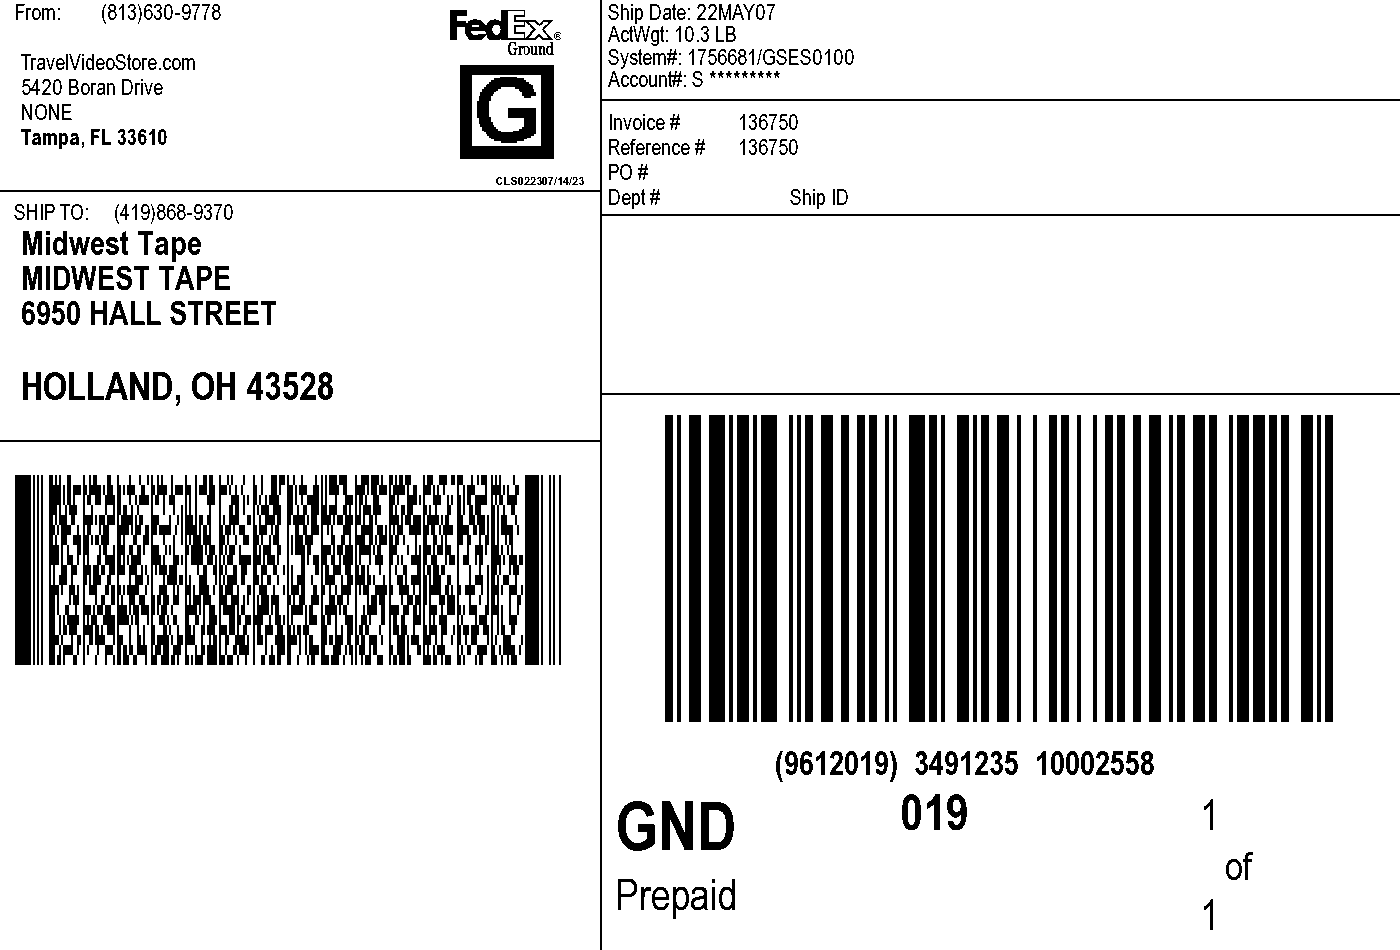 From: (813)630-9778
TravelVideoStore.com
5420 Boran Drive
NONE
Tampa, FL 33610
FedEx®
Ground
G
CLS022307/14/23
SHIP TO: (419)868-9370
Midwest Tape
MIDWEST TAPE
6950 HALL STREET
HOLLAND, OH 43528
Ship Date: 22MAY07
ActWgt: 10.3 LB
System#: 1756681/GSES0100
Account#: S *********
Invoice # 136750
Reference # 136750
PO #
Dept # Ship ID
(9612019) 3491235 10002558
GND 019 1
of
Prepaid 1